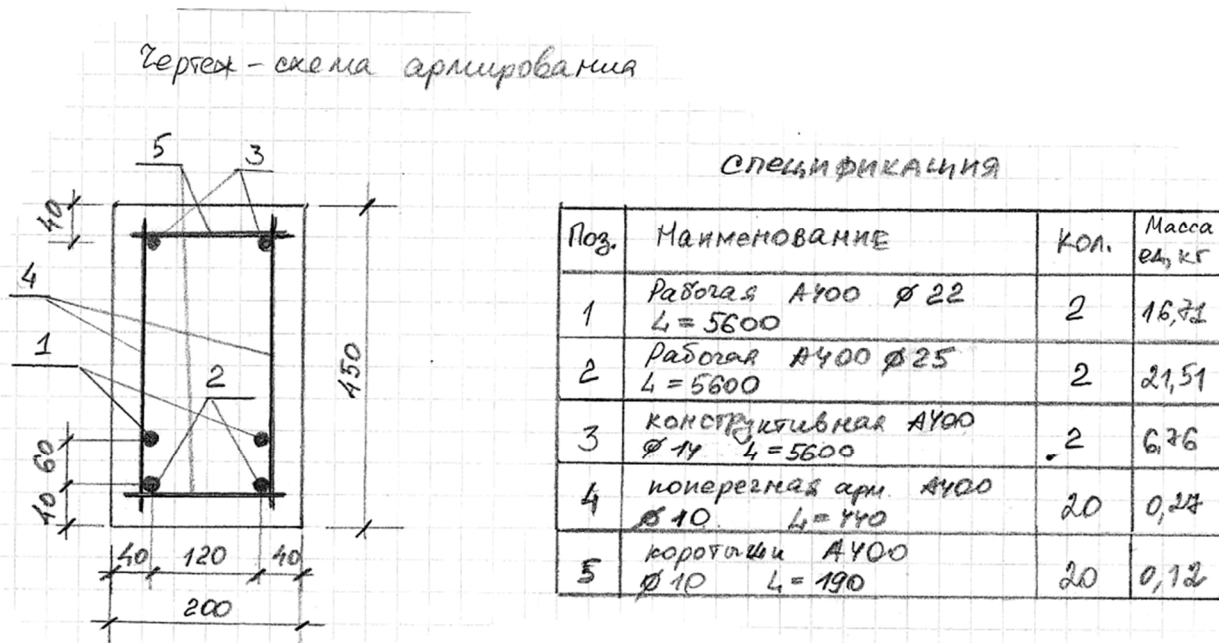 Чертеж - схема армирования
5
3
40
4
1
2
450
60
40
40 120 40
200
спецификация
Поз. Наименование Кол. Масса ед, кг
1 Рабочая А400 ø 22 2 16,71
L = 5600
2 Рабочая А400 ø 25 2 21,51
L = 5600
3 конструктивная А400 2 6,76
ø 14 L = 5600
4 поперечная арм. А400 20 0,27
ø 10 L = 440
5 коротыши А400 20 0,12
ø 10 L = 190